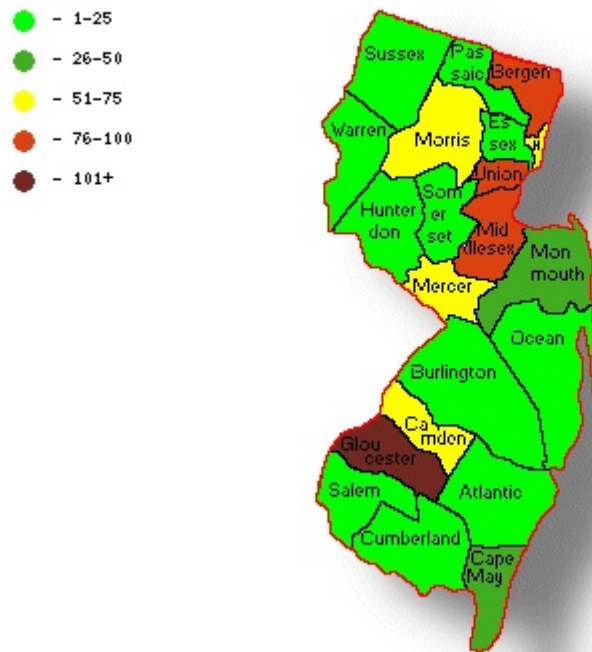 - 1-25
- 26-50
- 51-75
- 76-100
- 101+
Sussex
Pas
saic
Bergen
Warren
Morris
Es
sex
H
Union
Hunter
don
Som
er
set
Mid
dlesex
Mon
mouth
Mercer
Ocean
Burlington
Ca
mden
Glou
cester
Salem
Atlantic
Cumberland
Cape
May